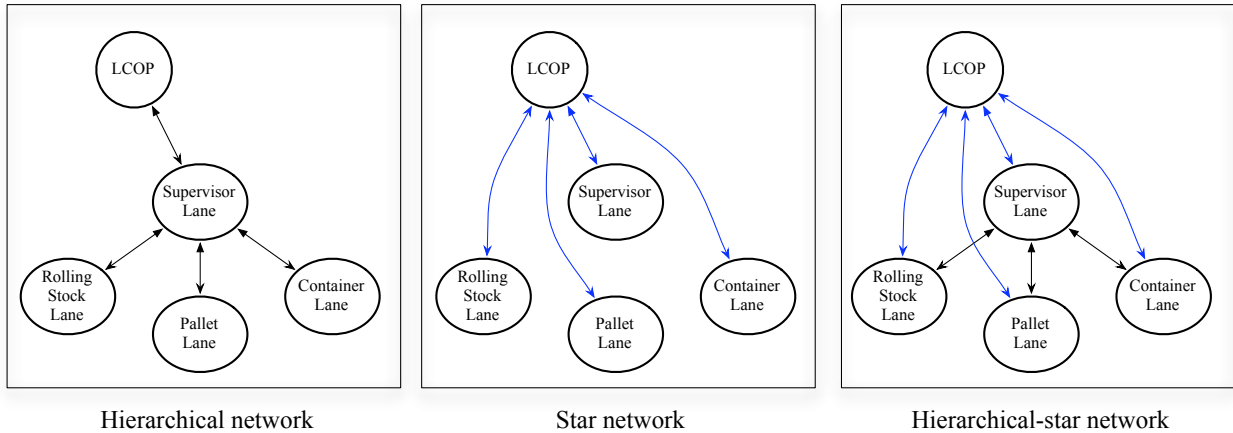 LCOP
Supervisor
Lane
Rolling
Stock
Lane
Pallet
Lane
Container
Lane
Hierarchical network
LCOP
Supervisor
Lane
Rolling
Stock
Lane
Pallet
Lane
Container
Lane
Star network
LCOP
Supervisor
Lane
Rolling
Stock
Lane
Pallet
Lane
Container
Lane
Hierarchical-star network